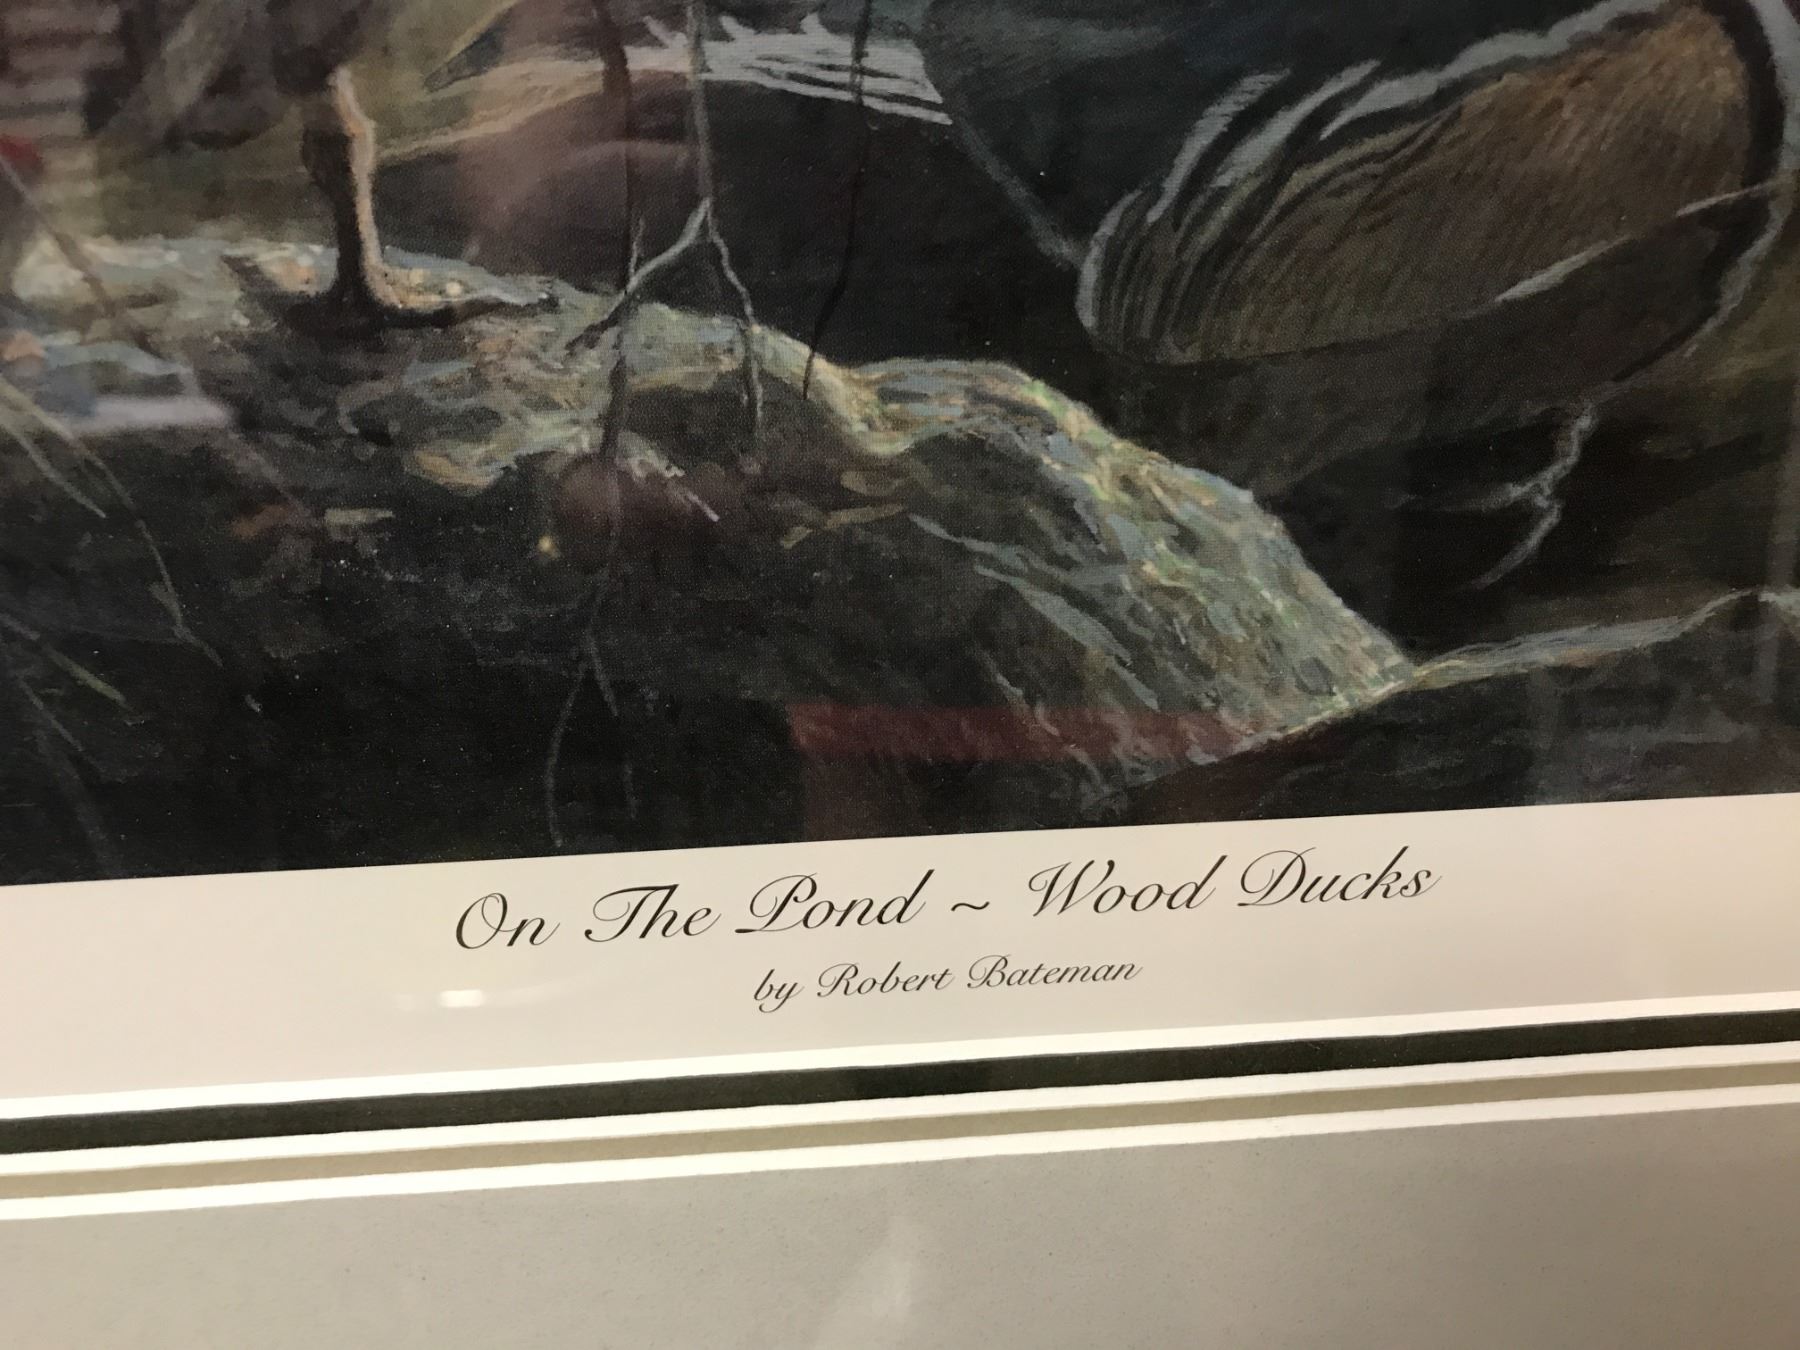 On The Pond ~ Wood Ducks
by Robert Bateman